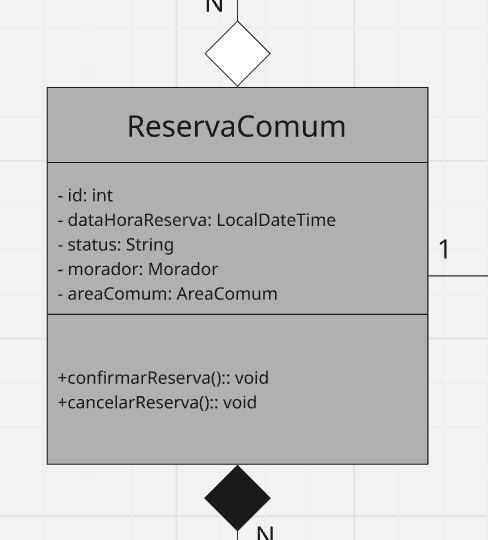 N
ReservaComum
- id: int
- dataHoraReserva: LocalDateTime
- status: String
- morador: Morador
- areaComum: AreaComum
1
+confirmarReserva():: void
+cancelarReserva():: void
N